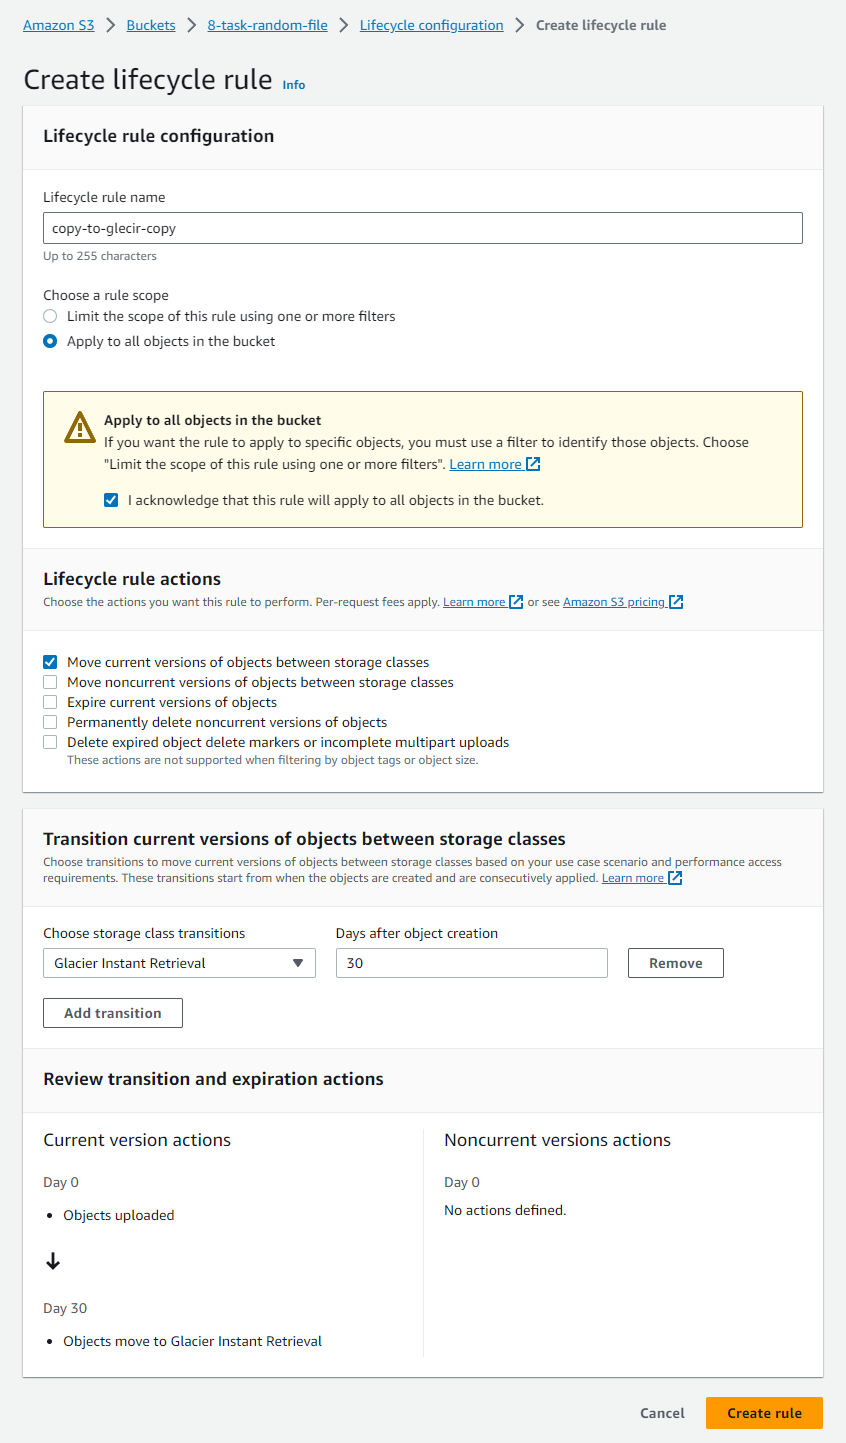 Amazon S3 > Buckets > 8-task-random-file > Lifecycle configuration > Create lifecycle rule
Create lifecycle rule Info
Lifecycle rule configuration
Lifecycle rule name
copy-to-glecir-copy
Up to 255 characters
Choose a rule scope
Limit the scope of this rule using one or more filters
Apply to all objects in the bucket
Apply to all objects in the bucket
If you want the rule to apply to specific objects, you must use a filter to identify those objects. Choose
"Limit the scope of this rule using one or more filters". Learn more
I acknowledge that this rule will apply to all objects in the bucket.
Lifecycle rule actions
Choose the actions you want this rule to perform. Per-request fees apply. Learn more or see Amazon S3 pricing
Move current versions of objects between storage classes
Move noncurrent versions of objects between storage classes
Expire current versions of objects
Permanently delete noncurrent versions of objects
Delete expired object delete markers or incomplete multipart uploads
These actions are not supported when filtering by object tags or object size.
Transition current versions of objects between storage classes
Choose transitions to move current versions of objects between storage classes based on your use case scenario and performance access
requirements. These transitions start from when the objects are created and are consecutively applied. Learn more
Choose storage class transitions Days after object creation
Glacier Instant Retrieval 30 Remove
Add transition
Review transition and expiration actions
Current version actions
Day 0
Objects uploaded
Day 30
Objects move to Glacier Instant Retrieval
Noncurrent versions actions
Day 0
No actions defined.
Cancel Create rule